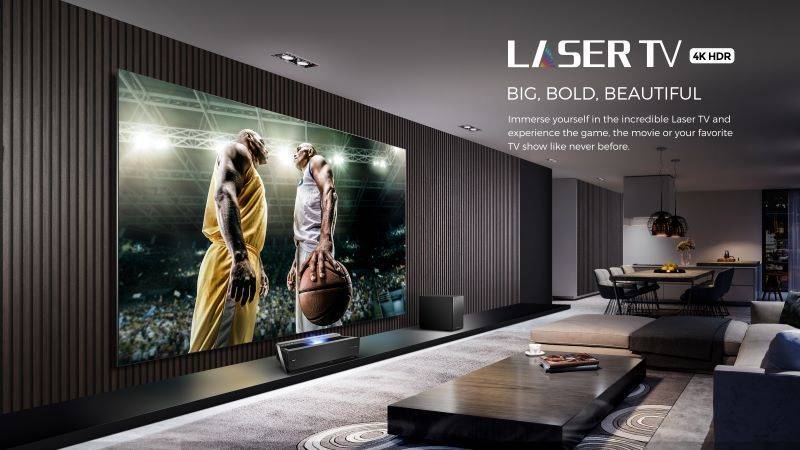 LASER TV 4K HDR
BIG, BOLD, BEAUTIFUL
Immerse yourself in the incredible Laser TV and
experience the game, the movie or your favorite
TV show like never before.